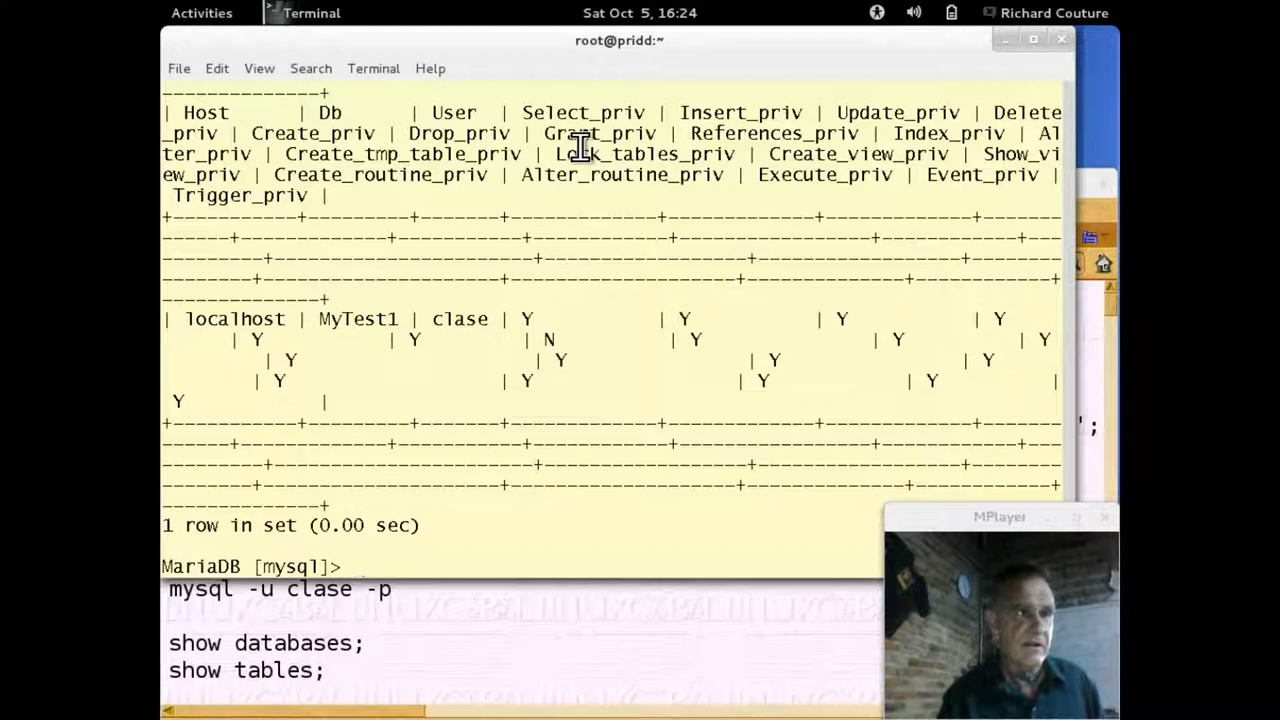 Activities Terminal Sat Oct 5, 16:24 Richard Couture
root@pridd:~
File Edit View Search Terminal Help
--------------+
| Host | Db | User | Select_priv | Insert_priv | Update_priv | Delete
_priv | Create_priv | Drop_priv | Grant_priv | References_priv | Index_priv | Al
ter_priv | Create_tmp_table_priv | Lock_tables_priv | Create_view_priv | Show_vi
ew_priv | Create_routine_priv | Alter_routine_priv | Execute_priv | Event_priv |
Trigger_priv |
+-----------+----------+-------+-------------+-------------+-------------+-------
------+-------------+-----------+------------+-----------------+------------+---
---------+-----------------------+------------------+------------------+--------
--------+---------------------+--------------------+--------------+------------+
--------------+
| localhost | MyTest1 | clase | Y | Y | Y | Y
| Y | Y | N | Y | Y | Y
| Y | Y | Y | Y
| Y | Y | Y | Y |
Y |
+-----------+----------+-------+-------------+-------------+-------------+-------
------+-------------+-----------+------------+-----------------+------------+---
---------+-----------------------+------------------+------------------+--------
--------+---------------------+--------------------+--------------+------------+
--------------+
1 row in set (0.00 sec)
MariaDB [mysql]>
';
MPlayer
mysql -u clase -p
show databases;
show tables;